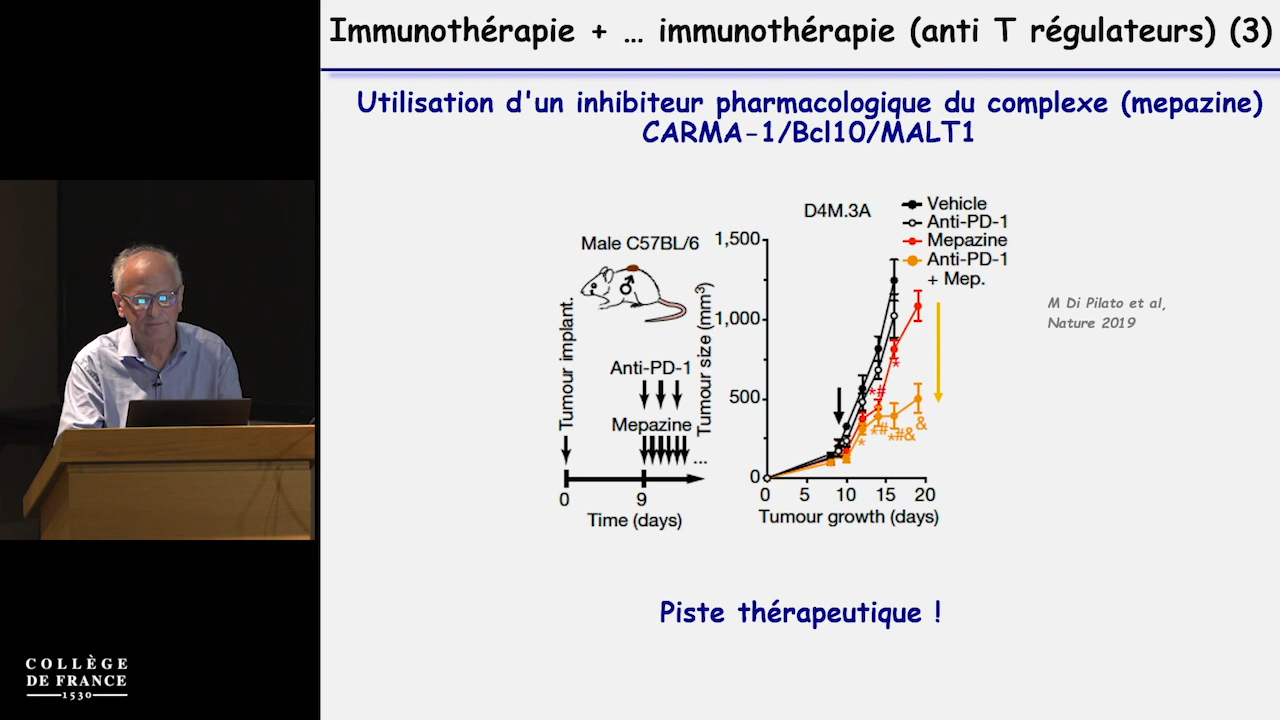 Immunothérapie + … immunothérapie (anti T régulateurs) (3)
Utilisation d'un inhibiteur pharmacologique du complexe (mepazine)
CARMA-1/Bcl10/MALT1
Male C57BL/6
Tumour implant.
Anti-PD-1
Mepazine
...
0
9
Time (days)
D4M.3A
Vehicle
Anti-PD-1
Mepazine
Anti-PD-1
+ Mep.
Tumour size (mm³)
1,500
1,000
500
0
*
*#
*
*#
*#&
&
0 5 10 15 20
Tumour growth (days)
M Di Pilato et al,
Nature 2019
Piste thérapeutique !
COLLÈGE
DE FRANCE
1530